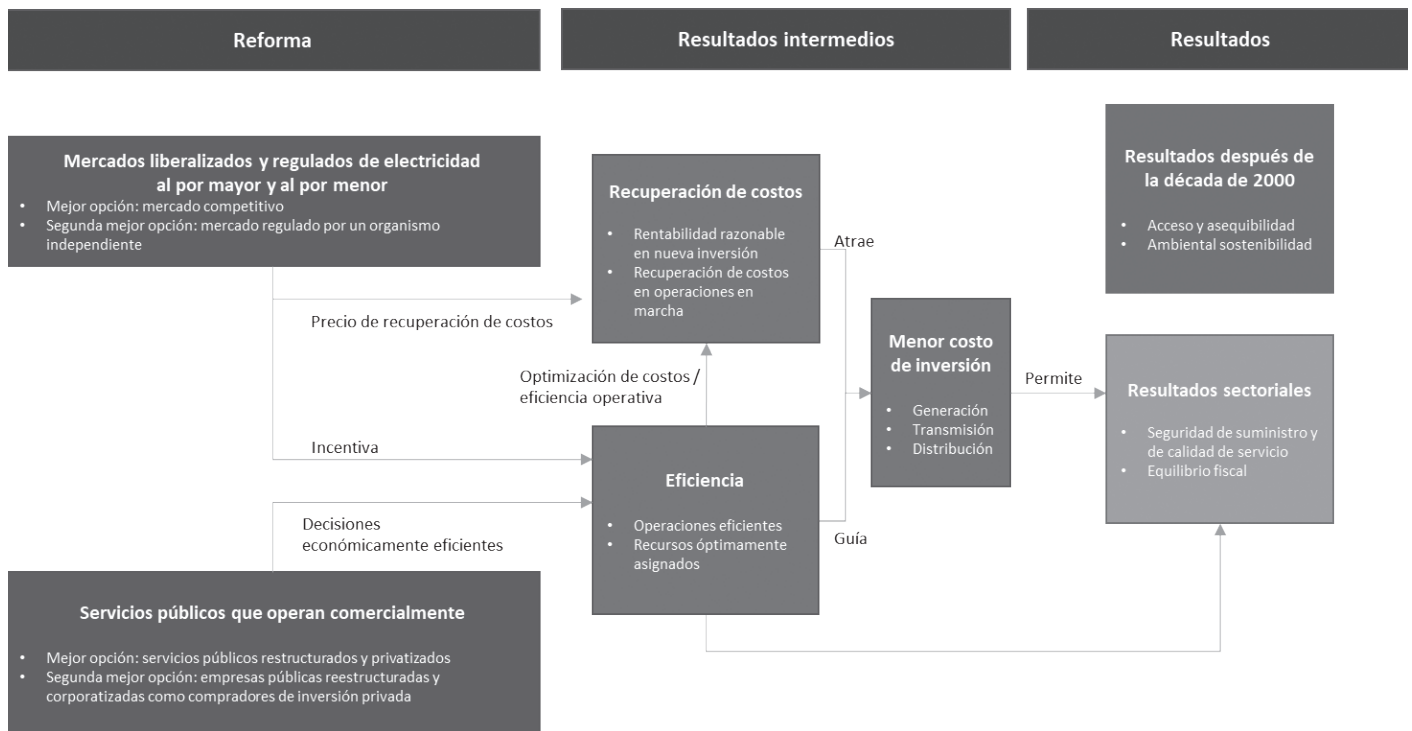 Reforma
Resultados intermedios
Resultados
Mercados liberalizados y regulados de electricidad
al por mayor y al por menor
• Mejor opción: mercado competitivo
• Segunda mejor opción: mercado regulado por un organismo
independiente
Precio de recuperación de costos
Incentiva
Decisiones
económicamente eficientes
Servicios públicos que operan comercialmente
• Mejor opción: servicios públicos restructurados y privatizados
• Segunda mejor opción: empresas públicas reestructuradas y
corporatizadas como compradores de inversión privada
Recuperación de costos
• Rentabilidad razonable
en nueva inversión
• Recuperación de costos
en operaciones en
marcha
Optimización de costos /
eficiencia operativa
Eficiencia
• Operaciones eficientes
• Recursos óptimamente
asignados
Atrae
Guía
Menor costo
de inversión
• Generación
• Transmisión
• Distribución
Permite
Resultados después de
la década de 2000
• Acceso y asequibilidad
• Ambiental sostenibilidad
Resultados sectoriales
• Seguridad de suministro y
de calidad de servicio
• Equilibrio fiscal